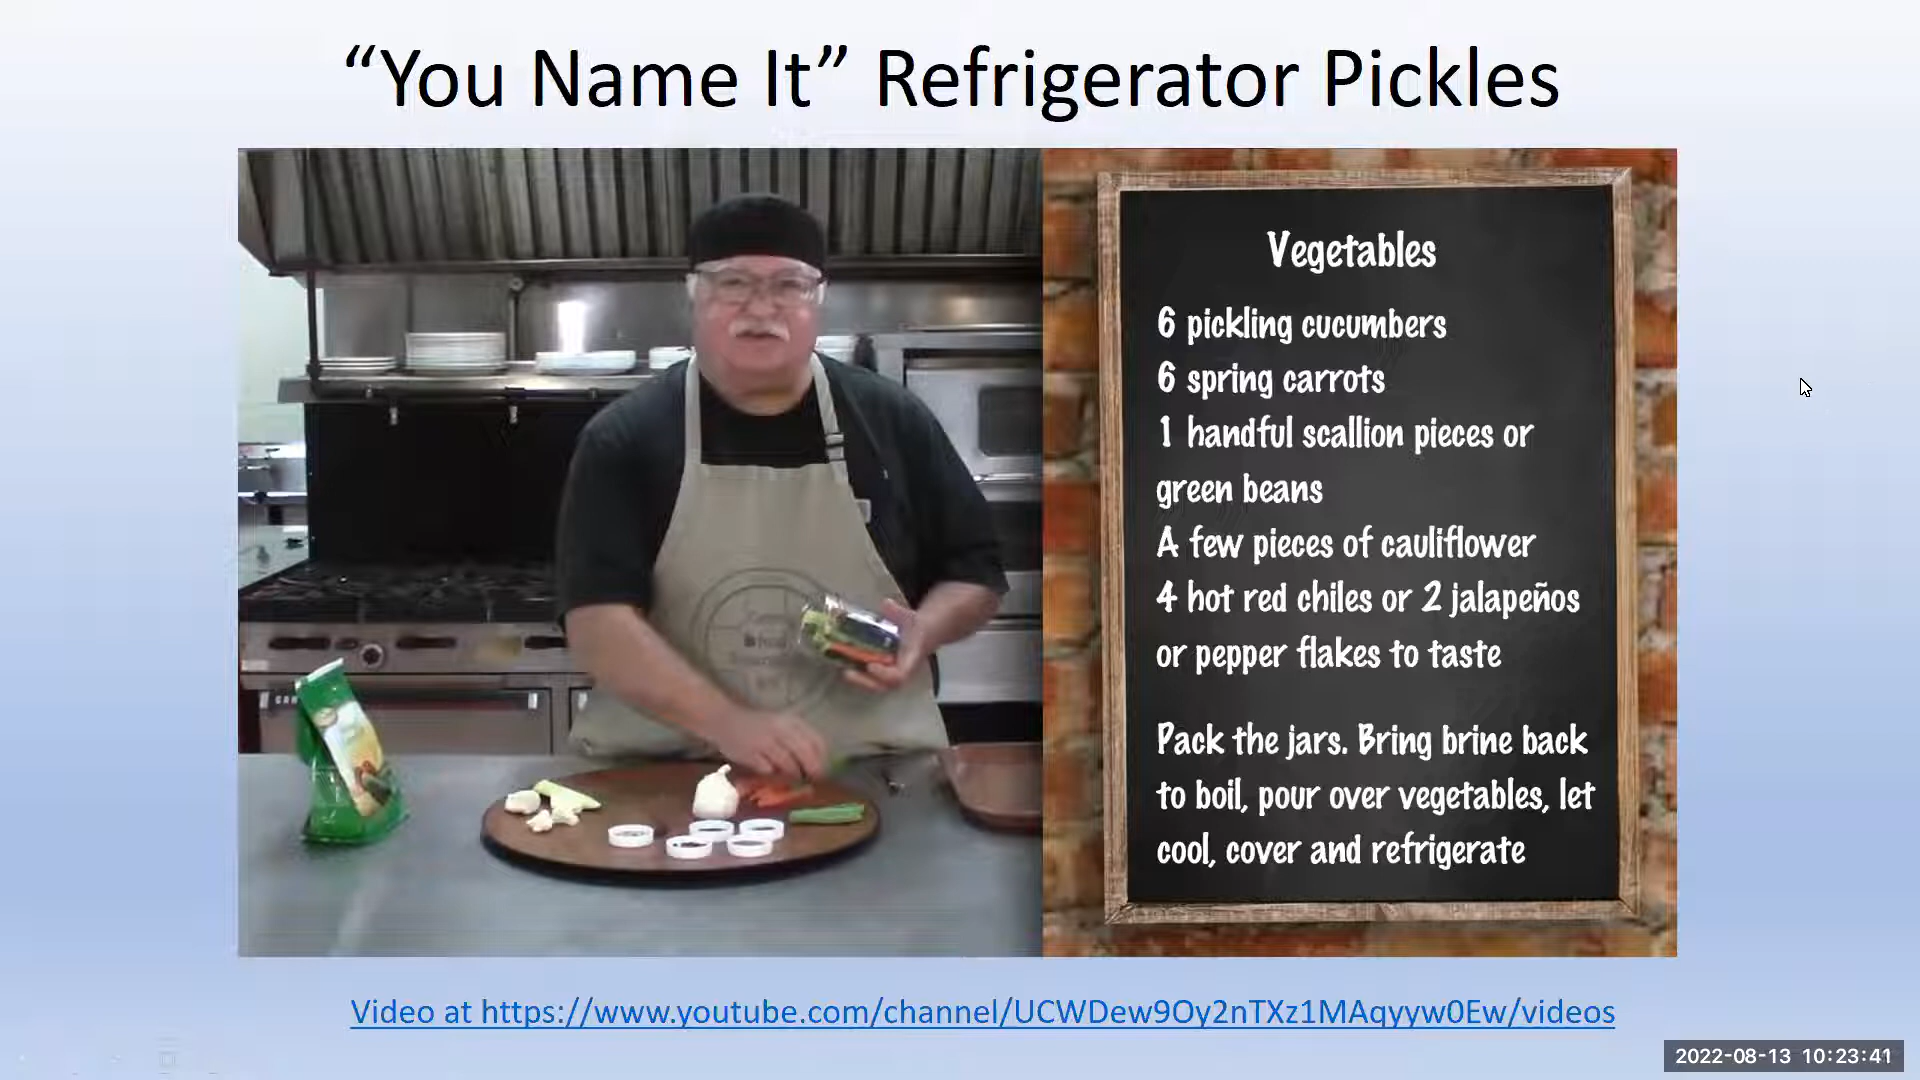 “You Name It” Refrigerator Pickles
Vegetables
6 pickling cucumbers
6 spring carrots
1 handful scallion pieces or
green beans
A few pieces of cauliflower
4 hot red chiles or 2 jalapeños
or pepper flakes to taste
Pack the jars. Bring brine back
to boil, pour over vegetables, let
cool, cover and refrigerate
Video at https://www.youtube.com/channel/UCWDew9Oy2nTXz1MAqyyw0Ew/videos
2022-08-13 10:23:41